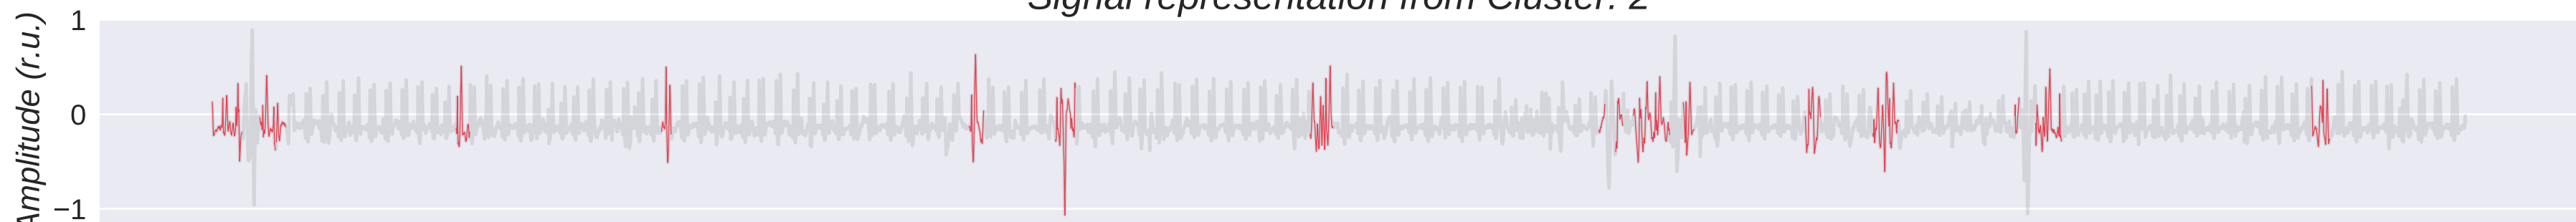 Signal representation from Cluster: 2
Amplitude (r.u.)
1
0
−1